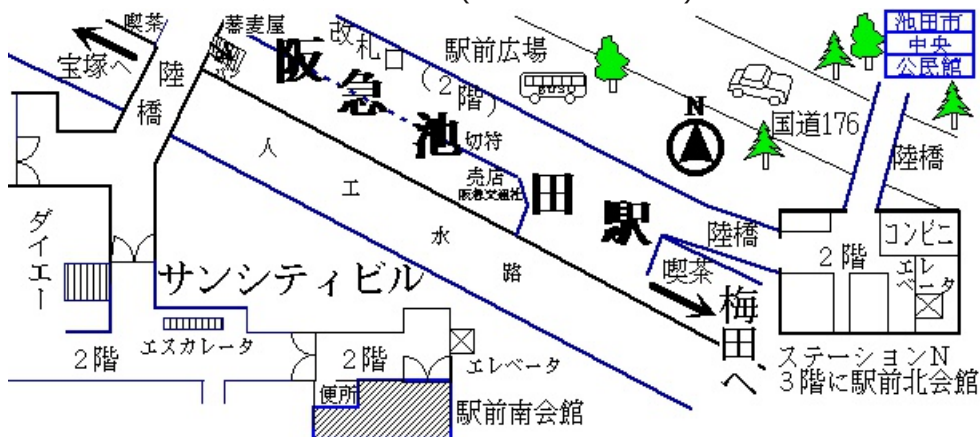 喫茶
蕎麦屋
宝塚へ
陸橋
改札口
(2階)
駅前広場
BUSU
池田市
中央
公民館
N
国道176
陸橋
阪急池田駅
切符
売店
阪急交通社
人工水路
陸橋
喫茶
梅田へ
コンビニ
2階
エレベータ
ダイエー
サンシティビル
エスカレータ
2階
2階
エレベータ
便所
駅前南会館
ステーションN
3階に駅前北会館